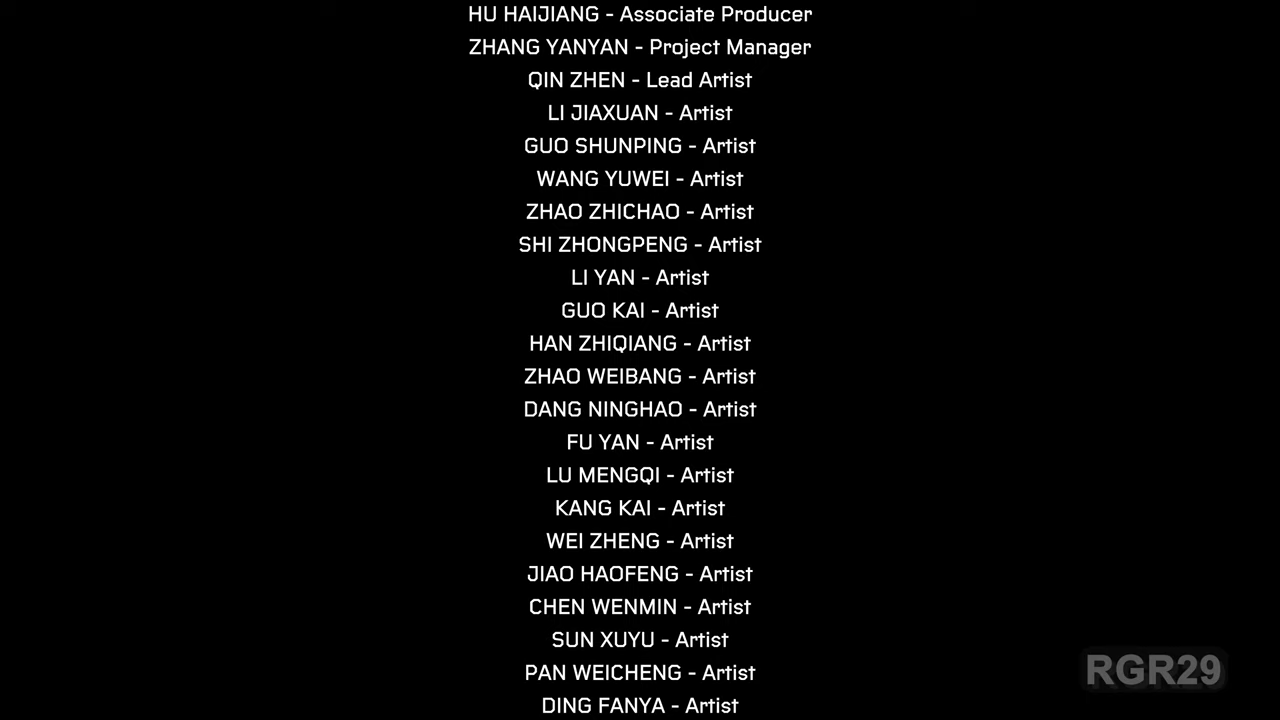 HU HAIJIANG - Associate Producer
ZHANG YANYAN - Project Manager
QIN ZHEN - Lead Artist
LI JIAXUAN - Artist
GUO SHUNPING - Artist
WANG YUWEI - Artist
ZHAO ZHICHAO - Artist
SHI ZHONGPENG - Artist
LI YAN - Artist
GUO KAI - Artist
HAN ZHIQIANG - Artist
ZHAO WEIBANG - Artist
DANG NINGHAO - Artist
FU YAN - Artist
LU MENGQI - Artist
KANG KAI - Artist
WEI ZHENG - Artist
JIAO HAOFENG - Artist
CHEN WENMIN - Artist
SUN XUYU - Artist
PAN WEICHENG - Artist
DING FANYA - Artist
RGR29